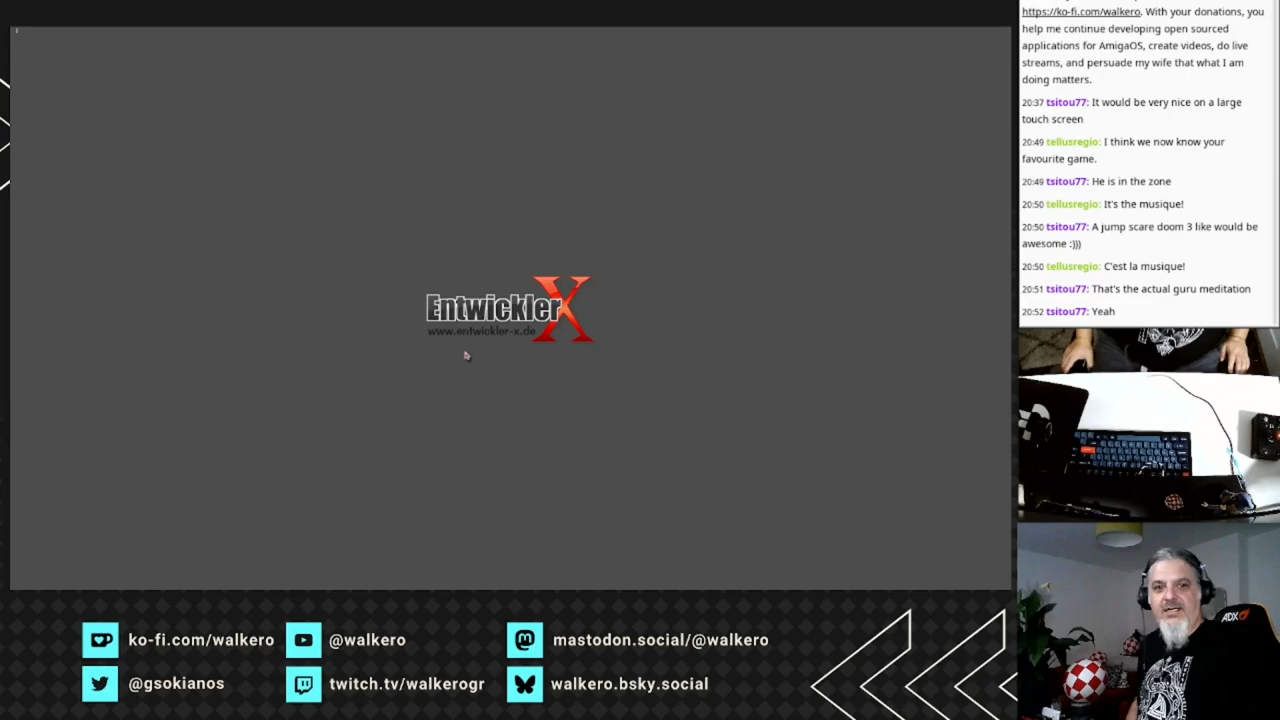 EntwicklerX
www.entwickler-x.de
https://ko-fi.com/walkero. With your donations, you
help me continue developing open sourced
applications for AmigaOS, create videos, do live
streams, and persuade my wife that what I am
doing matters.
20:37 tsitou77: It would be very nice on a large
touch screen
20:49 tellusregio: I think we now know your
favourite game.
20:49 tsitou77: He is in the zone
20:50 tellusregio: It's the musique!
20:50 tsitou77: A jump scare doom 3 like would be
awesome :)))
20:50 tellusregio: C'est la musique!
20:51 tsitou77: That's the actual guru meditation
20:52 tsitou77: Yeah
ADX
ko-fi.com/walkero
@walkero
mastodon.social/@walkero
@gsokianos
twitch.tv/walkerogr
walkero.bsky.social